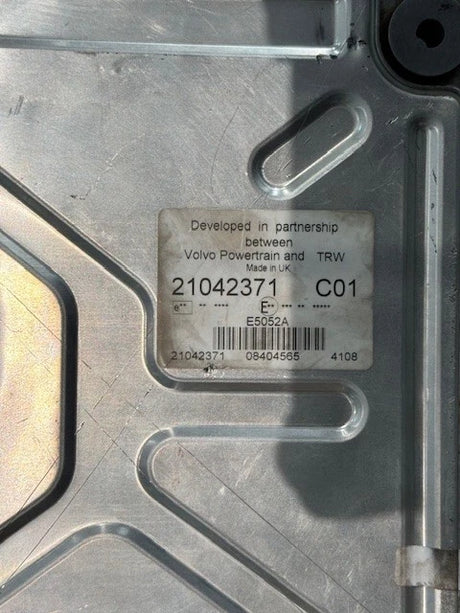 Developed in partnership
between
Volvo Powertrain and TRW
Made in UK
21042371 C01
e** ** **** E** *** ** *****
E5052A
21042371 08404565 4108